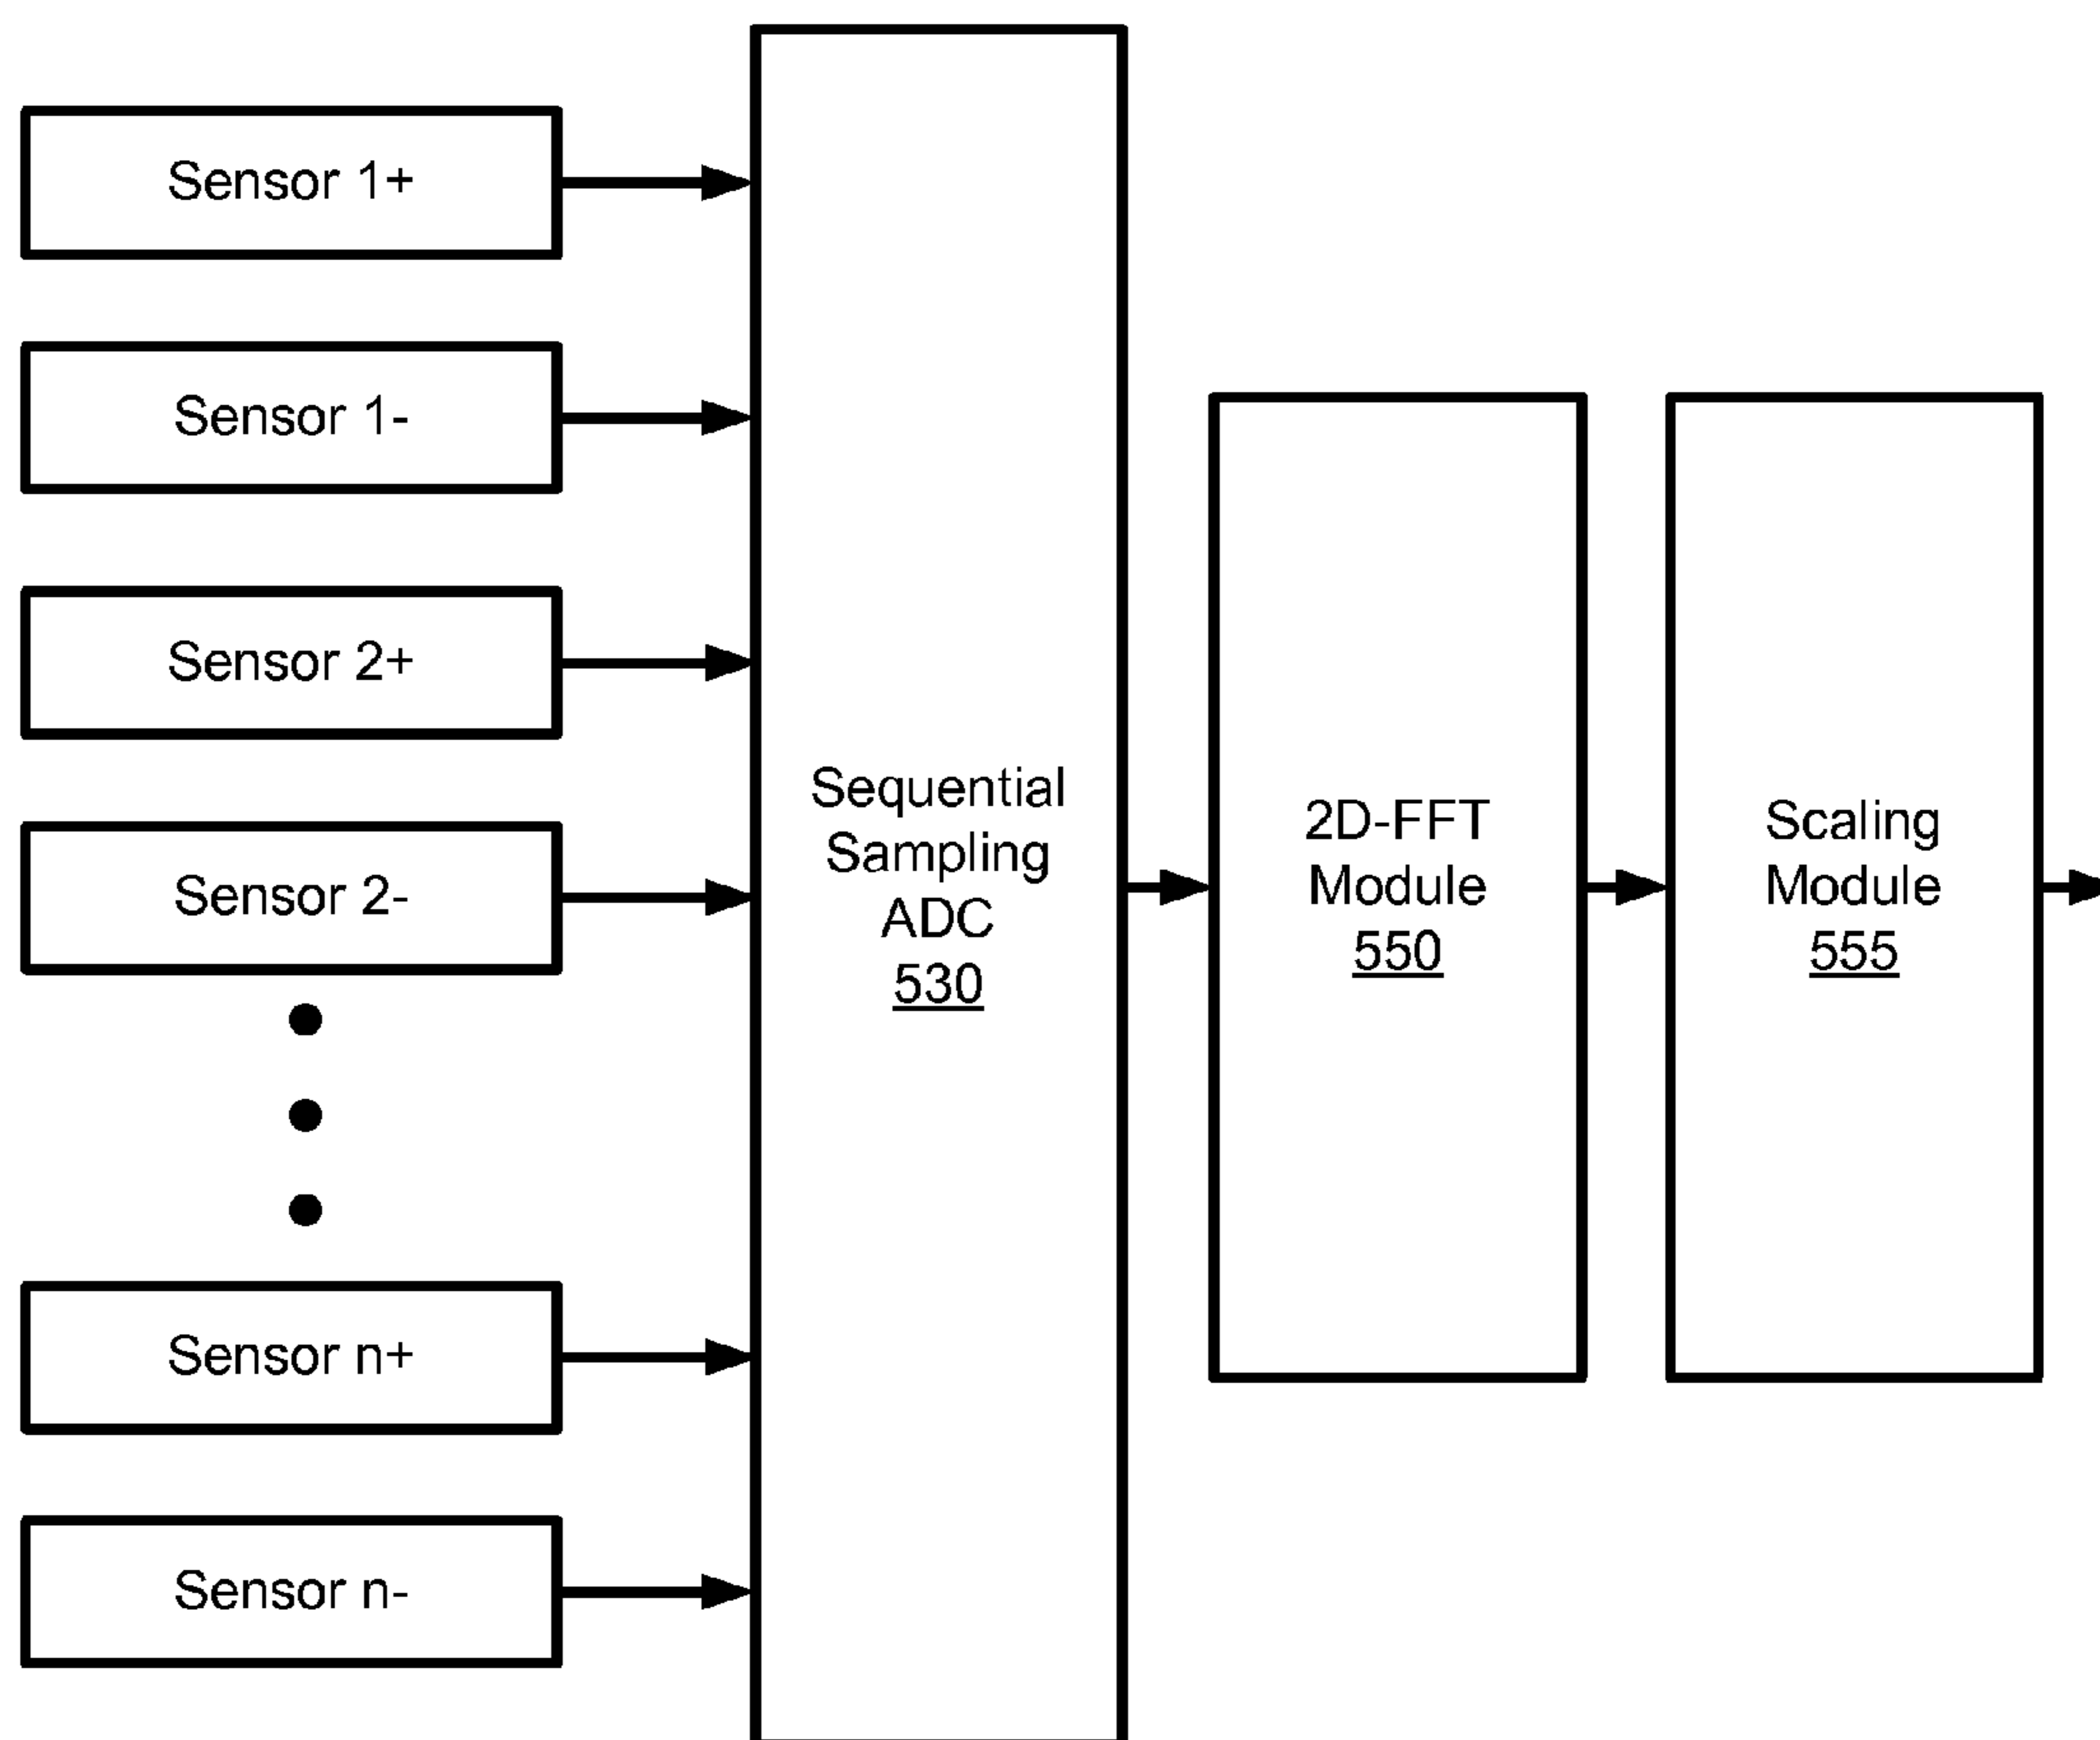 Sensor 1+
Sensor 1-
Sensor 2+
Sensor 2-
Sensor n+
Sensor n-
Sequential
Sampling
ADC
530
2D-FFT
Module
550
Scaling
Module
555